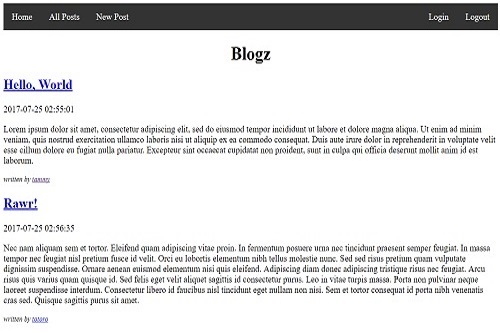 Home All Posts New Post Login Logout
Blogz
Hello, World
2017-07-25 02:55:01
Lorem ipsum dolor sit amet, consectetur adipiscing elit, sed do eiusmod tempor incididunt ut labore et dolore magna aliqua. Ut enim ad minim
veniam, quis nostrud exercitation ullamco laboris nisi ut aliquip ex ea commodo consequat. Duis aute irure dolor in reprehenderit in voluptate velit
esse cillum dolore eu fugiat nulla pariatur. Excepteur sint occaecat cupidatat non proident, sunt in culpa qui officia deserunt mollit anim id est
laborum.
written by
Rawr!
2017-07-25 02:56:35
Nec nam aliquam sem et tortor. Eleifend quam adipiscing vitae proin. In fermentum posuere urna nec tincidunt praesent semper feugiat. In massa
tempor nec feugiat nisl pretium fusce id velit. Orci eu lobortis elementum nibh tellus molestie nunc. Sed sed risus pretium quam vulputate
dignissim suspendisse. Ornare aenean euismod elementum nisi quis eleifend. Adipiscing diam donec adipiscing tristique risus nec feugiat. Arcu
risus quis varius quam quisque id. Sed felis eget velit aliquet sagittis id consectetur purus. Leo in vitae turpis massa. Porta non pulvinar neque
laoreet suspendisse interdum. Consectetur libero id faucibus nisl tincidunt eget nullam non nisi. Sem et tortor consequat id porta nibh venenatis
cras sed. Quisque sagittis purus sit amet.
written by totoro